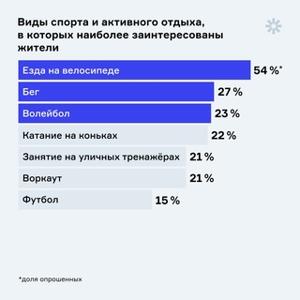 Виды спорта и активного отдыха,
в которых наиболее заинтересованы
жители
Езда на велосипеде 54 %*
Бег 27 %
Волейбол 23 %
Катание на коньках 22 %
Занятие на уличных тренажёрах 21 %
Воркаут 21 %
Футбол 15 %
*доля опрошенных